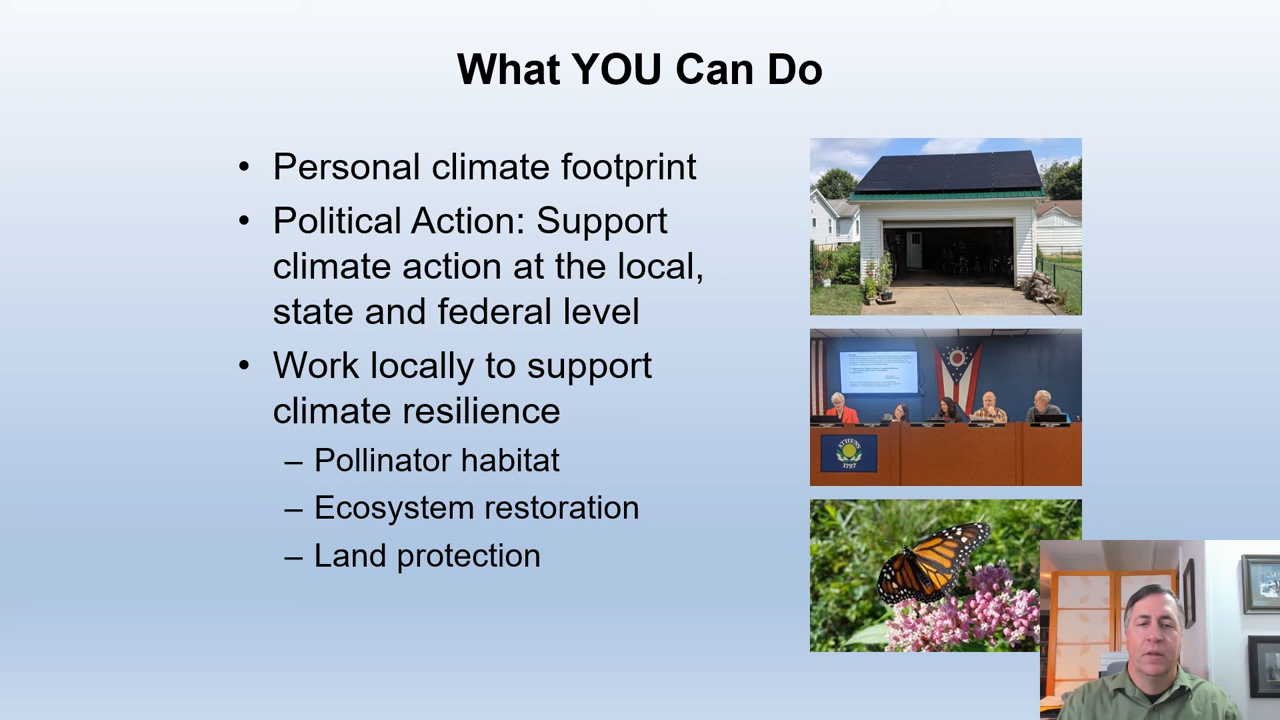 What YOU Can Do
• Personal climate footprint
• Political Action: Support
climate action at the local,
state and federal level
• Work locally to support
climate resilience
– Pollinator habitat
– Ecosystem restoration
– Land protection
ATHENS
1797